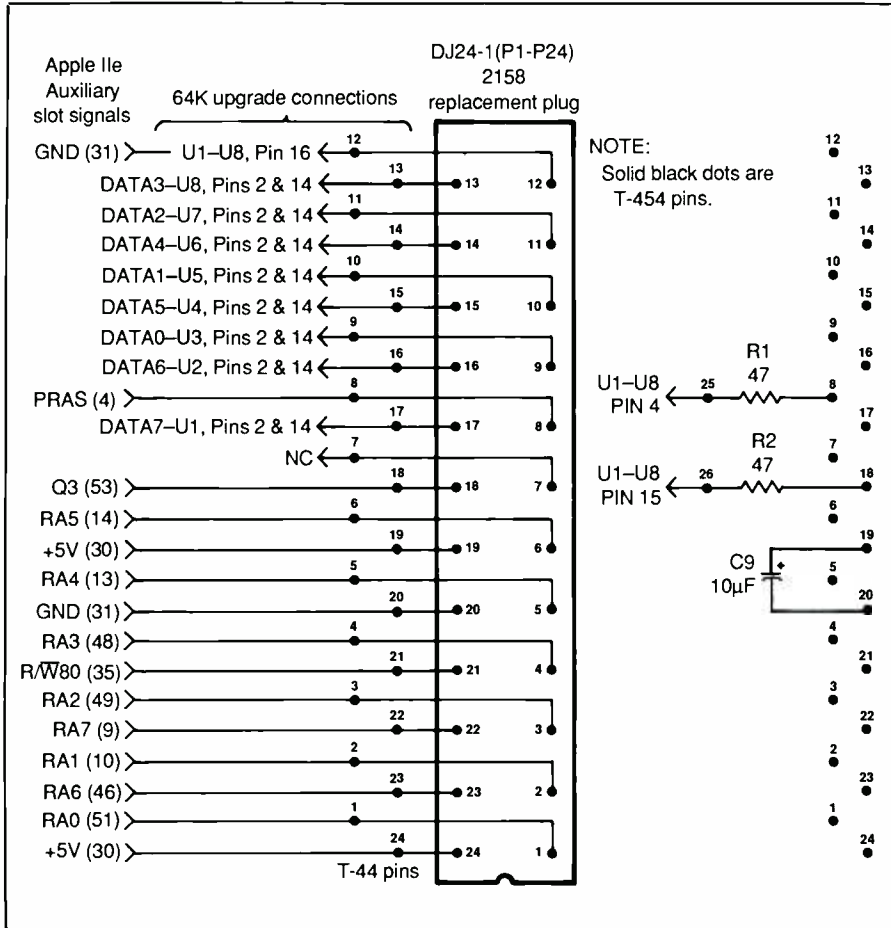 DJ24-1(P1-P24)
2158
replacement plug
Apple IIe
Auxiliary
slot signals
64K upgrade connections
GND (31) U1–U8, Pin 16 12 12
DATA3–U8, Pins 2 & 14 13 13
DATA2–U7, Pins 2 & 14 11
DATA4–U6, Pins 2 & 14 14 14 11
DATA1–U5, Pins 2 & 14 10
DATA5–U4, Pins 2 & 14 15 15 10
DATA0–U3, Pins 2 & 14 9
DATA6–U2, Pins 2 & 14 16 16 9
PRAS (4) 8
DATA7–U1, Pins 2 & 14 17 17 8
NC 7
Q3 (53) 18 18 7
RA5 (14) 6
+5V (30) 19 19 6
RA4 (13) 5
GND (31) 20 20 5
RA3 (48) 4
R/W̅80 (35) 21 21 4
RA2 (49) 3
RA7 (9) 22 22 3
RA1 (10) 2
RA6 (46) 23 23 2
RA0 (51) 1
+5V (30) 24 24 1
T-44 pins
NOTE:
Solid black dots are
T-454 pins.
12
13
11
14
10
15
9
16
R1
47
U1–U8
PIN 4
25
8
17
7
R2
47
U1–U8
PIN 15
26
18
6
19
C9
10µF
+
5
20
4
21
3
22
2
23
1
24